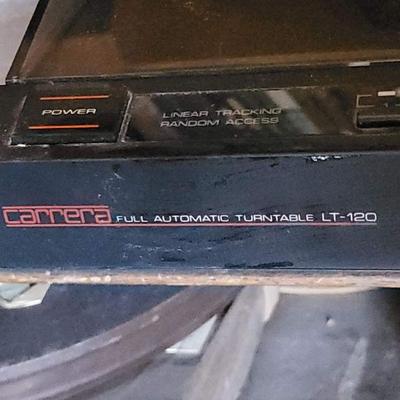 POWER
LINEAR TRACKING
RANDOM ACCESS
carrera FULL AUTOMATIC TURNTABLE LT-120